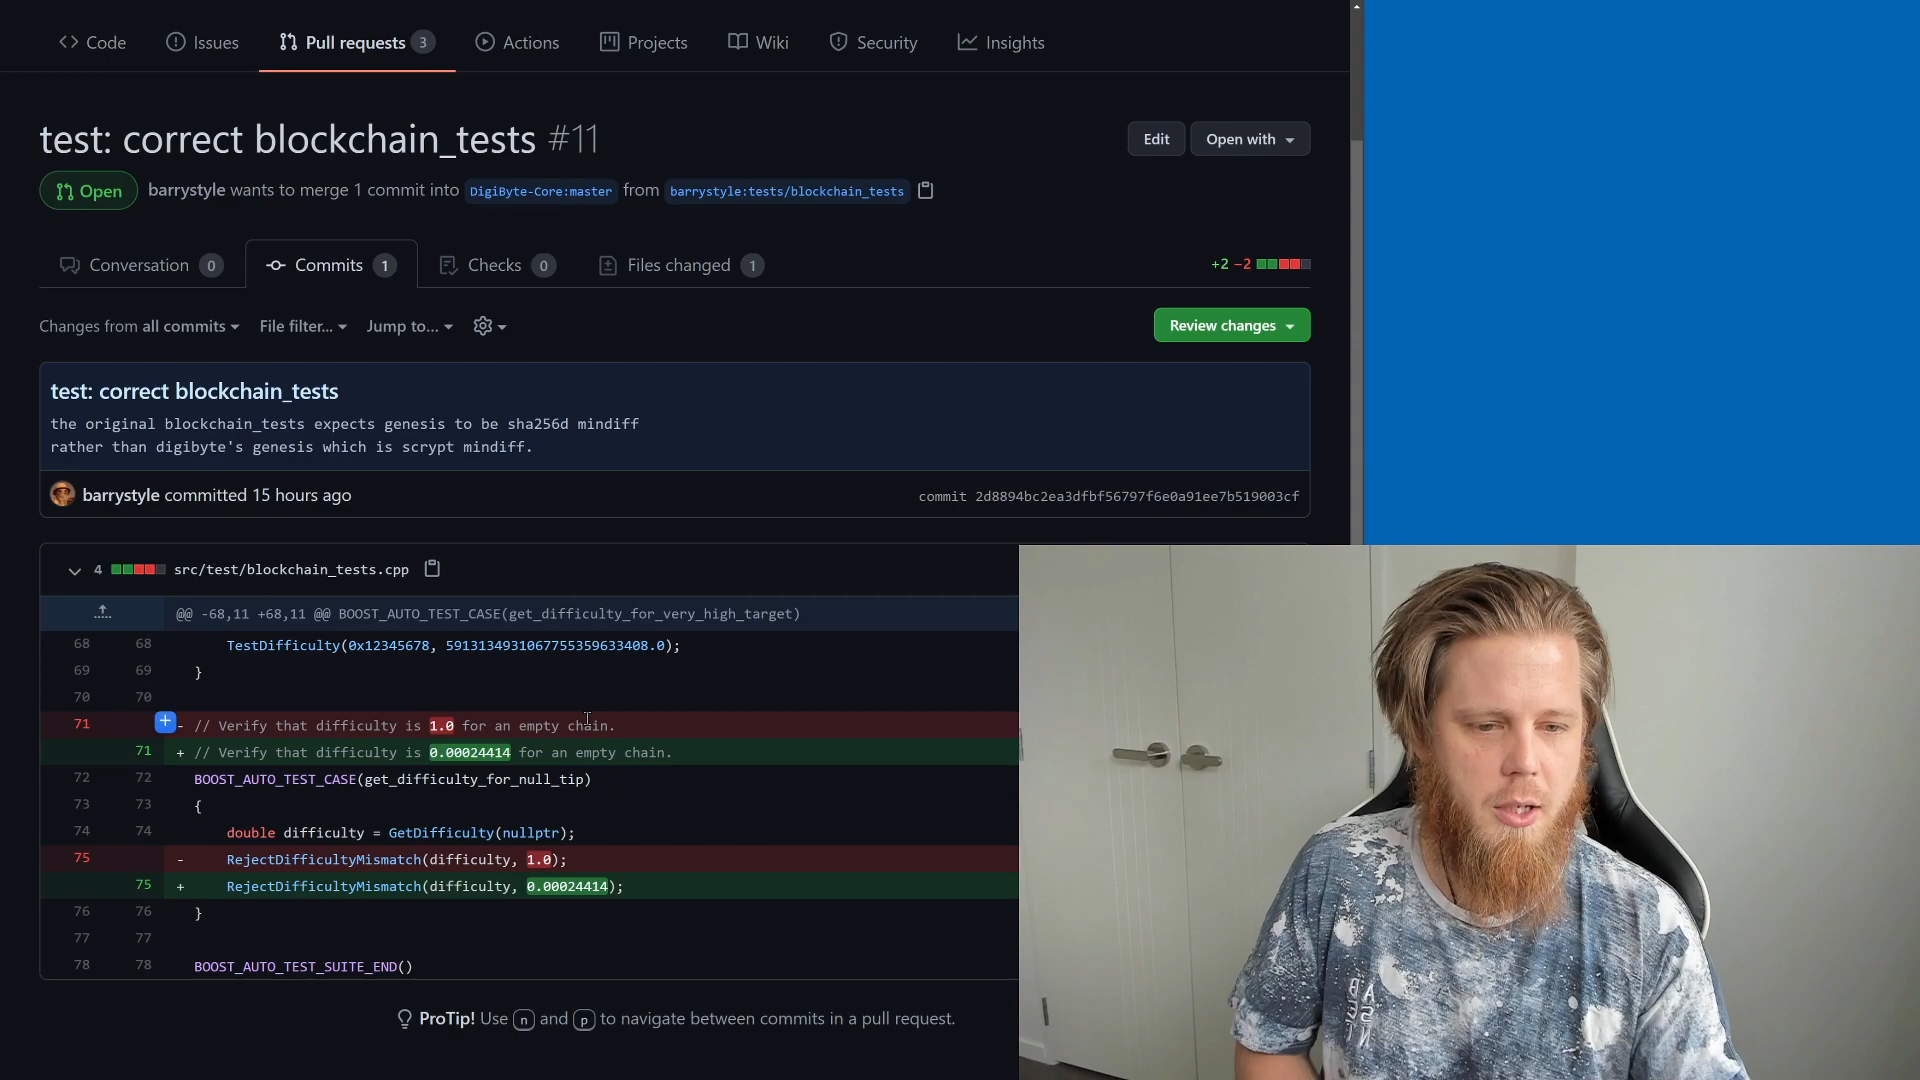 Code Issues Pull requests 3 Actions Projects Wiki Security Insights
test: correct blockchain_tests #11
Edit Open with
Open barrystyle wants to merge 1 commit into DigiByte-Core:master from barrystyle:tests/blockchain_tests
Conversation 0 Commits 1 Checks 0 Files changed 1 +2 −2
Changes from all commits File filter... Jump to...
Review changes
test: correct blockchain_tests
the original blockchain_tests expects genesis to be sha256d mindiff
rather than digibyte's genesis which is scrypt mindiff.
barrystyle committed 15 hours ago commit 2d8894bc2ea3dfbf56797f6e0a91ee7b519003cf
4 src/test/blockchain_tests.cpp
@@ -68,11 +68,11 @@ BOOST_AUTO_TEST_CASE(get_difficulty_for_very_high_target)
68 68 TestDifficulty(0x12345678, 5913134931067755359633408.0);
69 69 }
70 70
71 - // Verify that difficulty is 1.0 for an empty chain.
71 + // Verify that difficulty is 0.00024414 for an empty chain.
72 72 BOOST_AUTO_TEST_CASE(get_difficulty_for_null_tip)
73 73 {
74 74 double difficulty = GetDifficulty(nullptr);
75 - RejectDifficultyMismatch(difficulty, 1.0);
75 + RejectDifficultyMismatch(difficulty, 0.00024414);
76 76 }
77 77
78 78 BOOST_AUTO_TEST_SUITE_END()
ProTip! Use n and p to navigate between commits in a pull request.